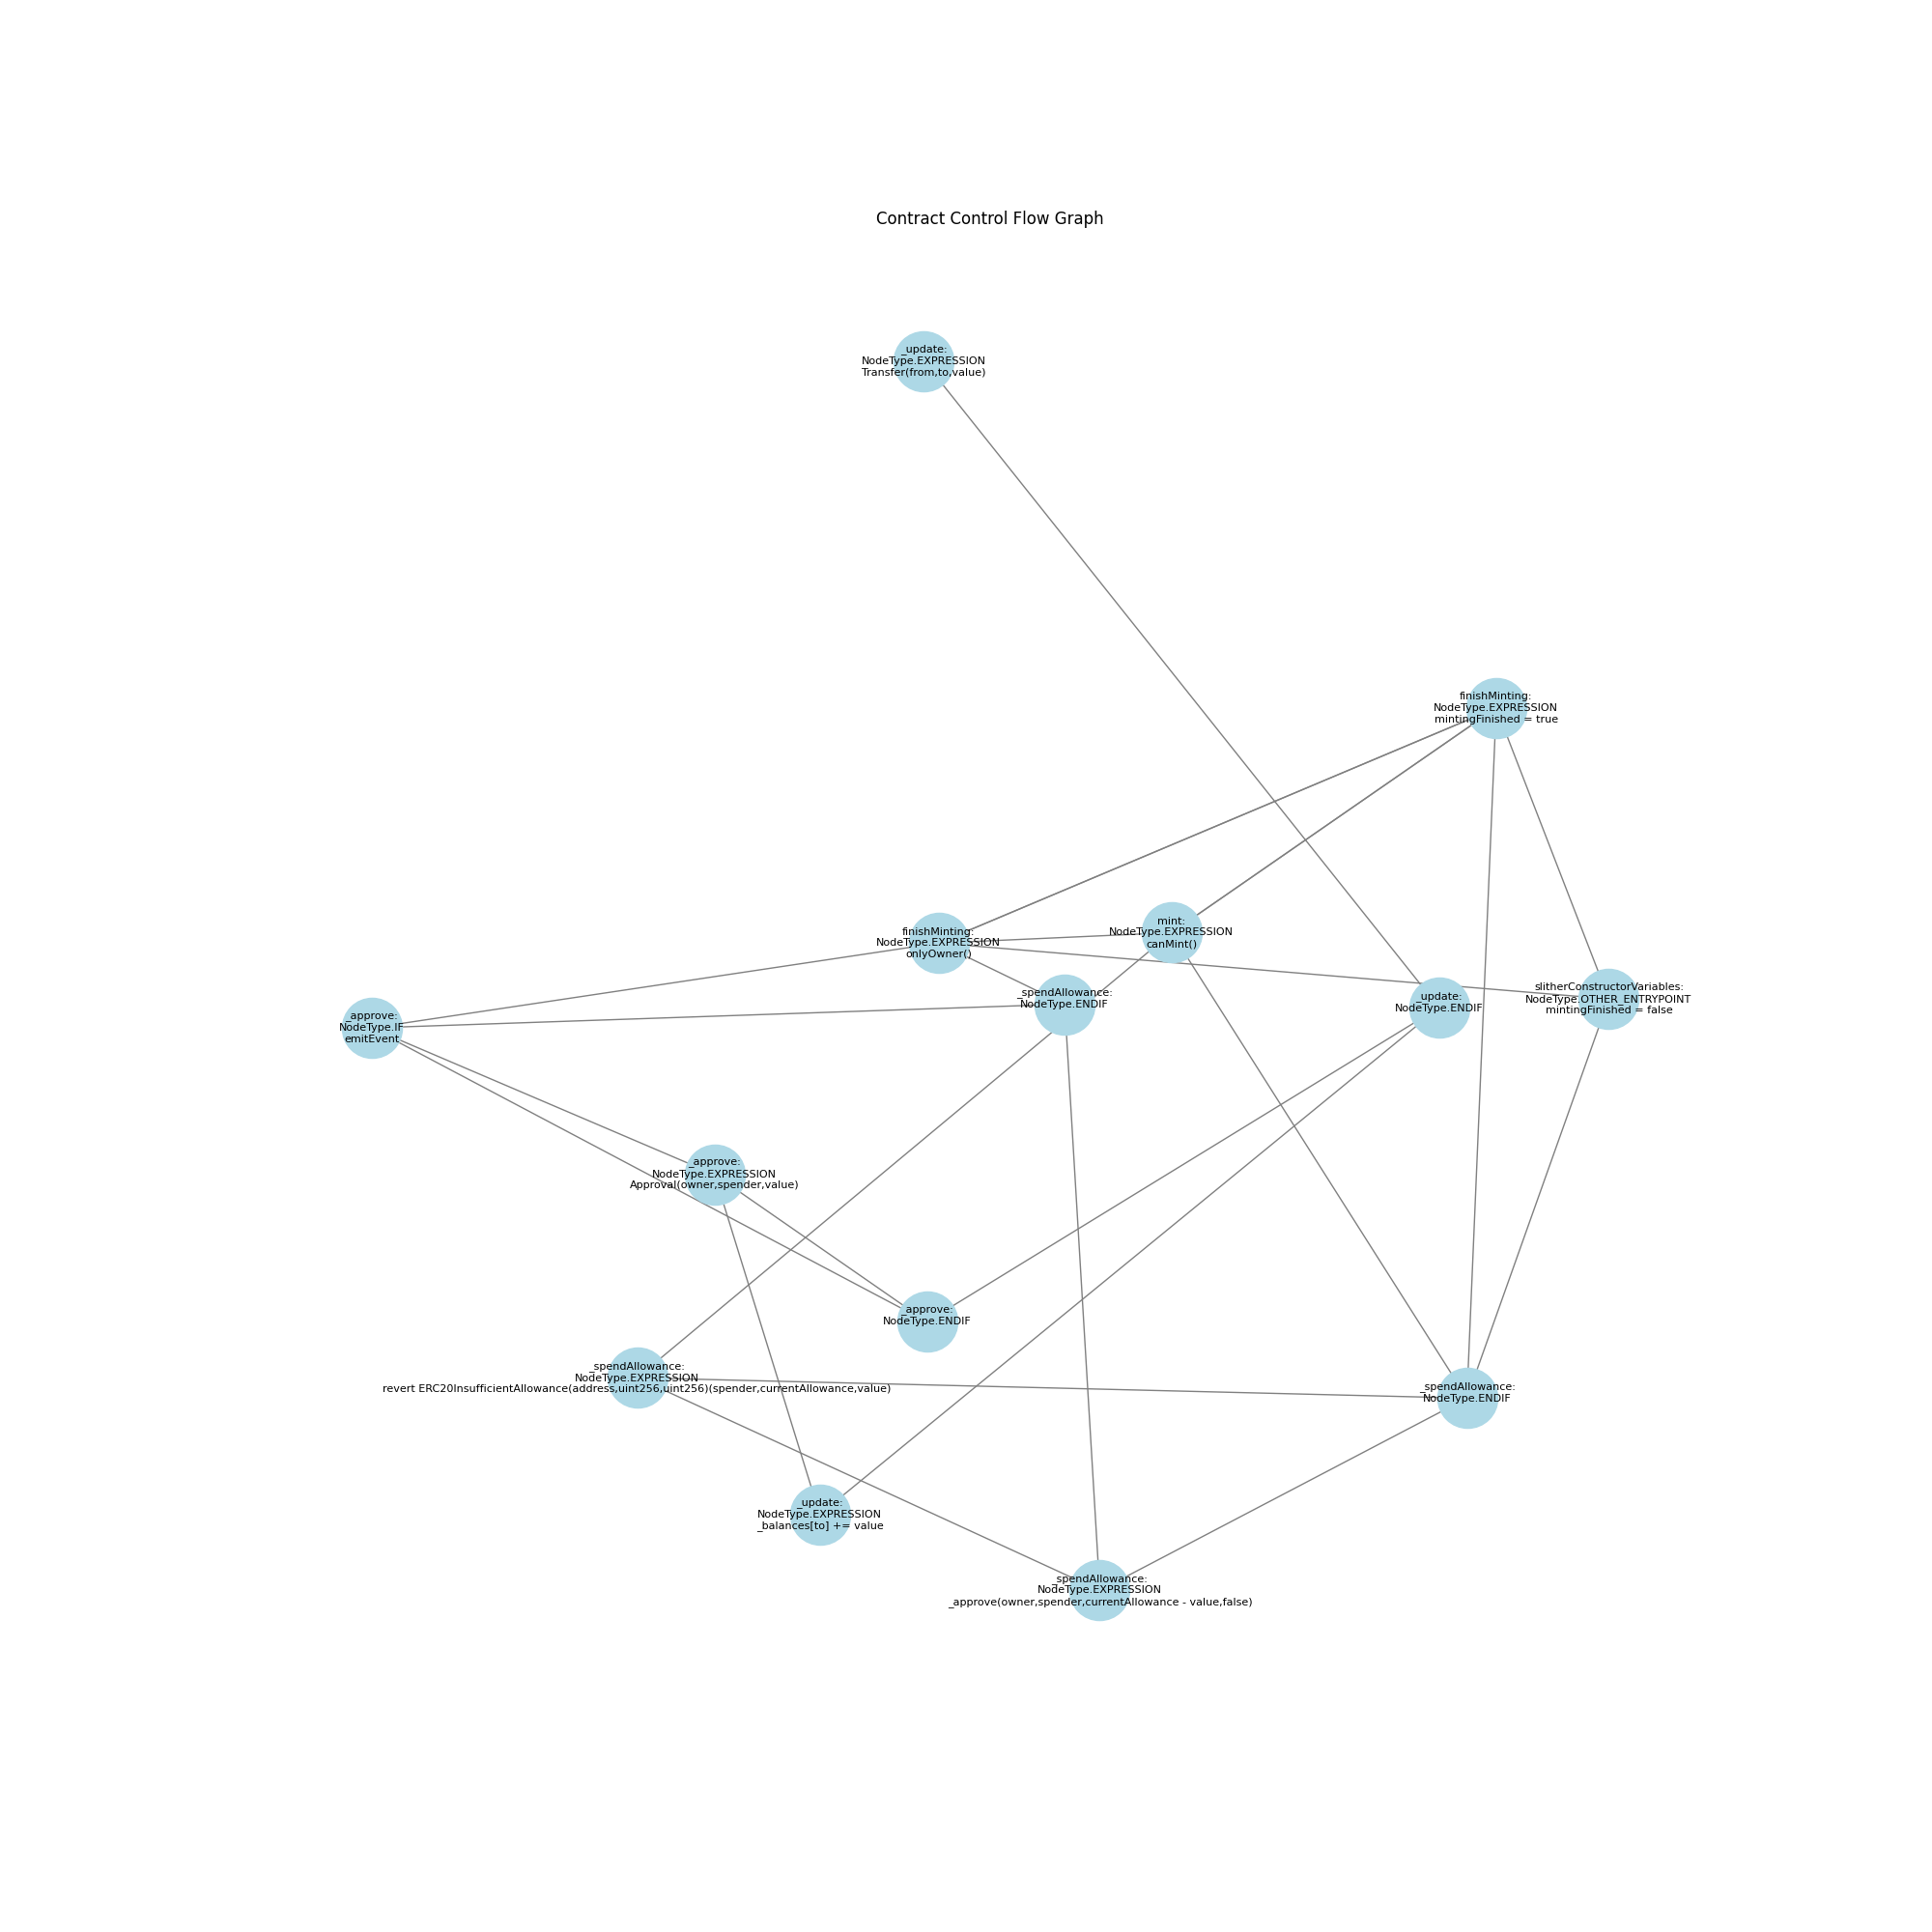 Contract Control Flow Graph
_update:
NodeType.EXPRESSION
Transfer(from,to,value)
finishMinting:
NodeType.EXPRESSION
mintingFinished = true
mint:
NodeType.EXPRESSION
canMint()
finishMinting:
NodeType.EXPRESSION
onlyOwner()
_spendAllowance:
NodeType.ENDIF
_update:
NodeType.ENDIF
slitherConstructorVariables:
NodeType.OTHER_ENTRYPOINT
mintingFinished = false
_approve:
NodeType.IF
emitEvent
_approve:
NodeType.EXPRESSION
Approval(owner,spender,value)
_approve:
NodeType.ENDIF
_spendAllowance:
NodeType.EXPRESSION
revert ERC20InsufficientAllowance(address,uint256,uint256)(spender,currentAllowance,value)
_spendAllowance:
NodeType.ENDIF
_update:
NodeType.EXPRESSION
_balances[to] += value
_spendAllowance:
NodeType.EXPRESSION
_approve(owner,spender,currentAllowance - value,false)